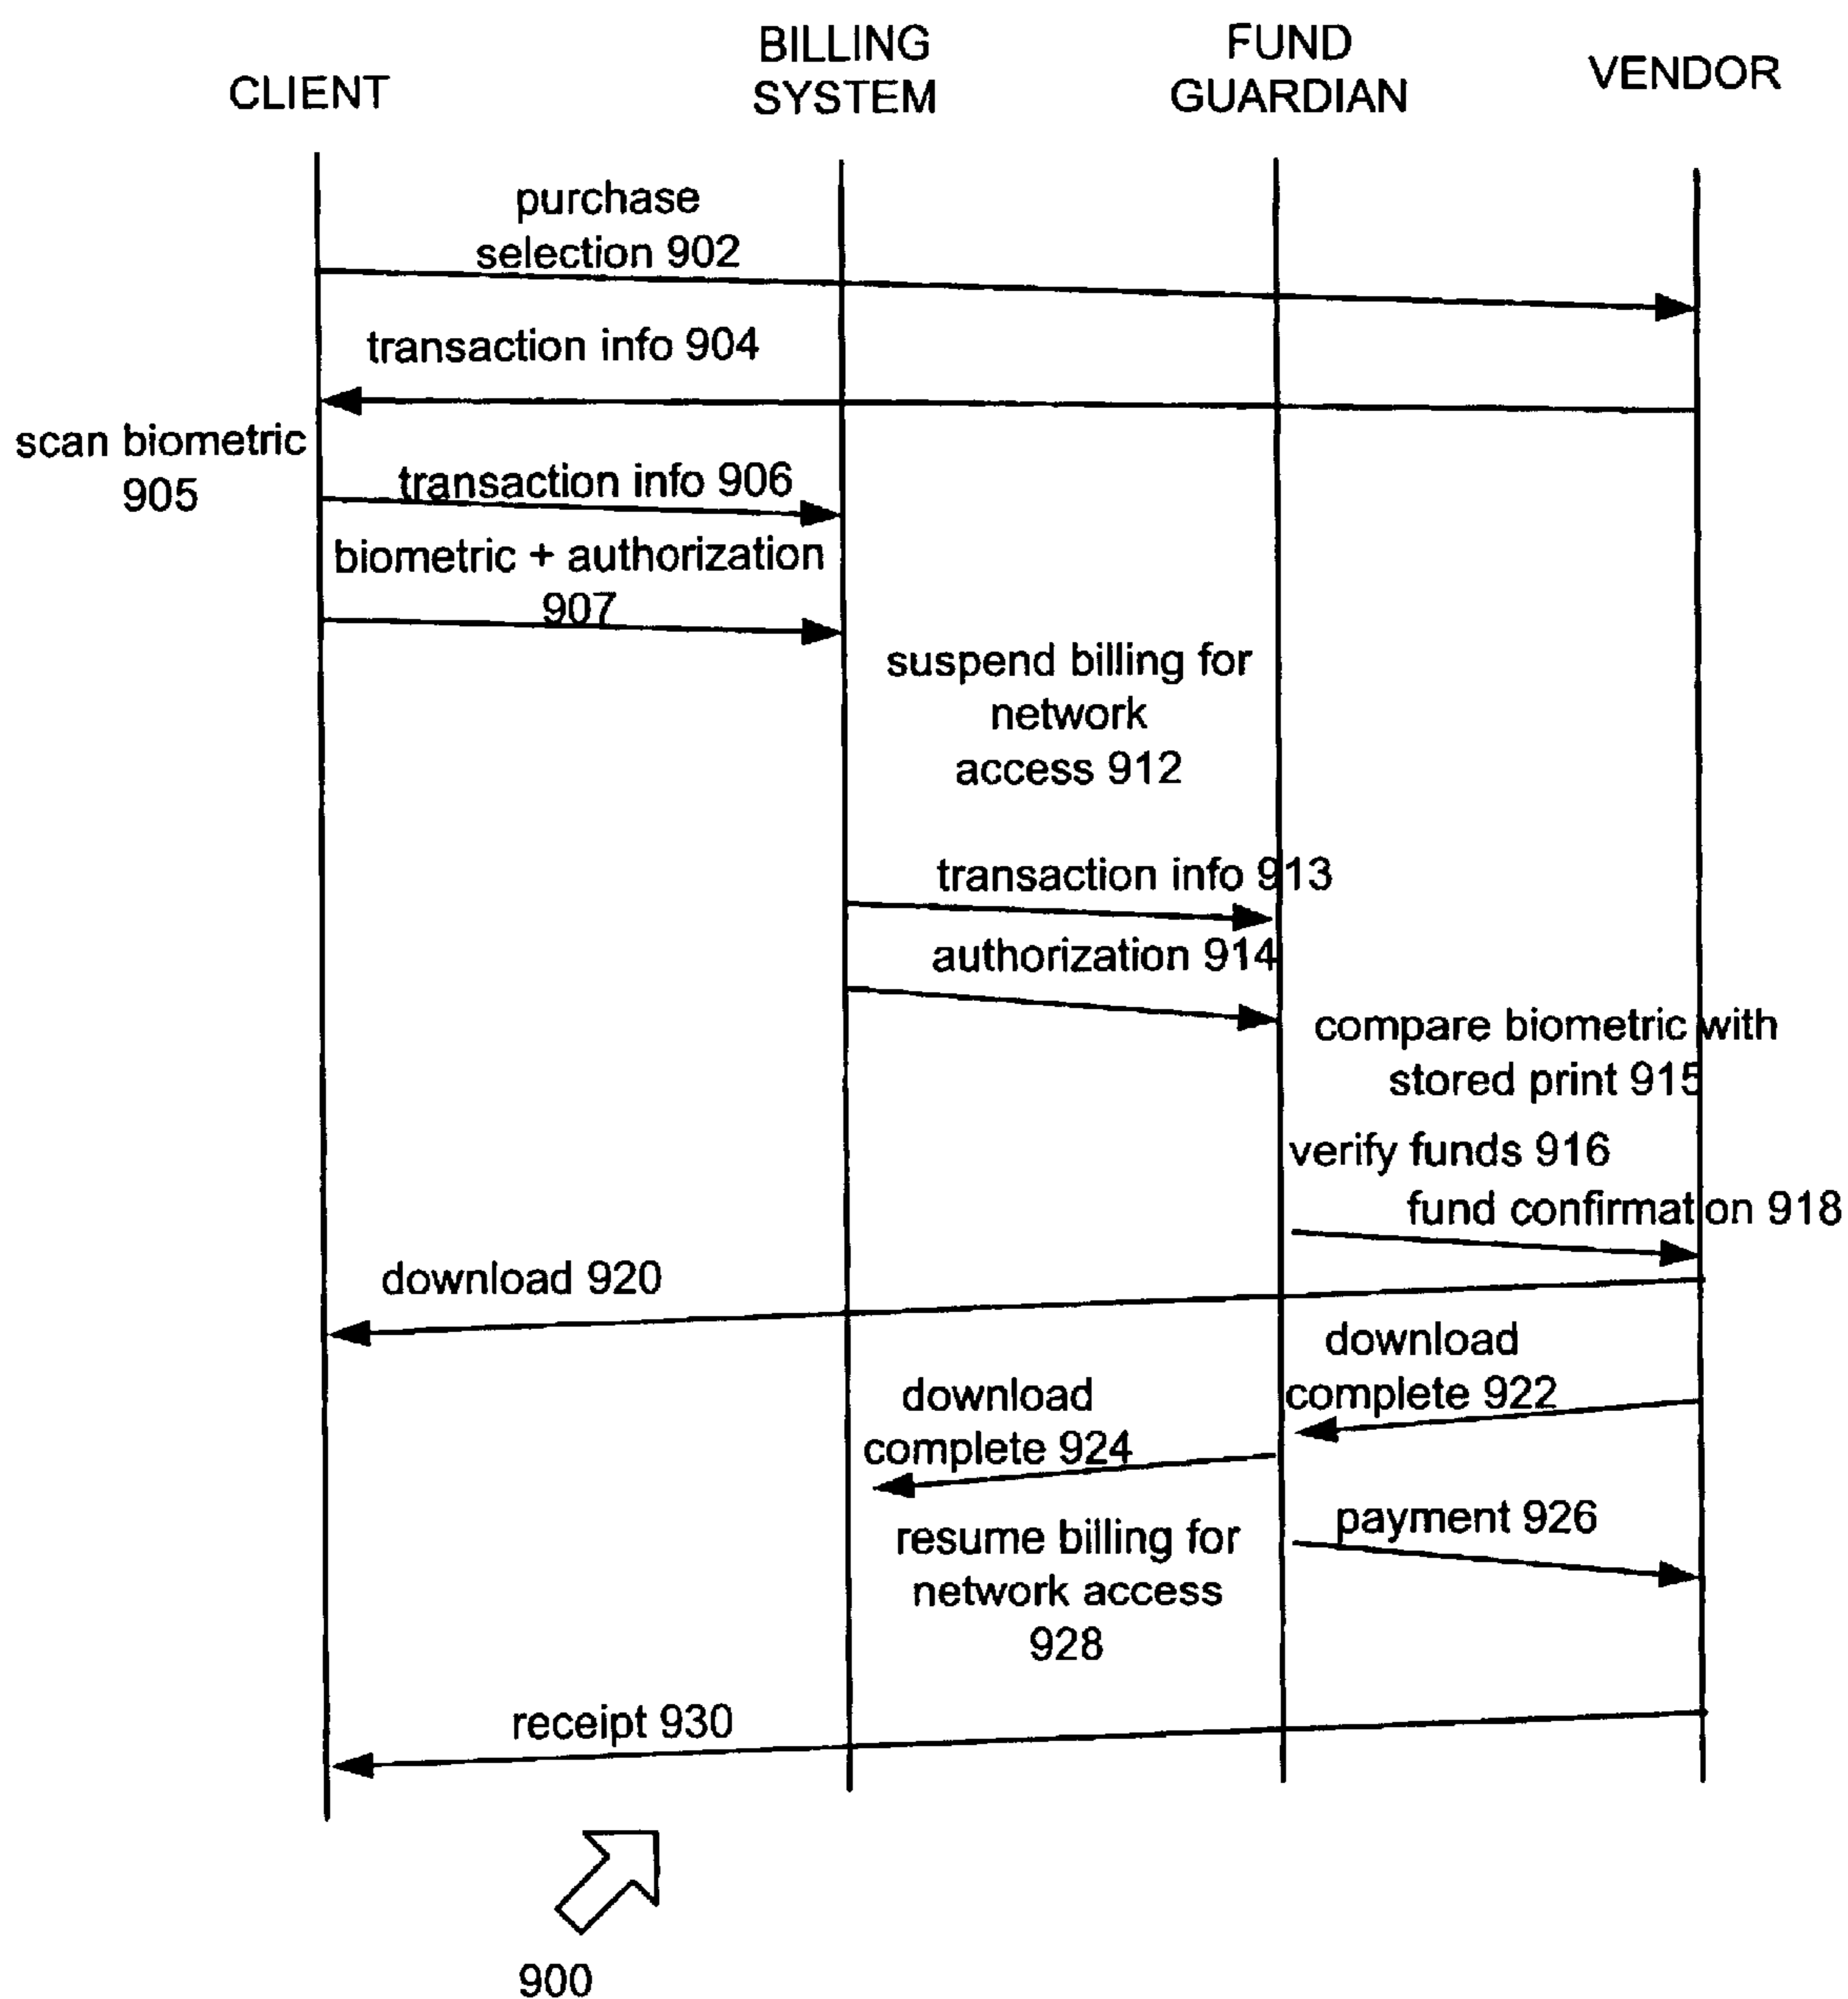 CLIENT
BILLING
SYSTEM
FUND
GUARDIAN
VENDOR
purchase
selection 902
transaction info 904
scan biometric
905
transaction info 906
biometric + authorization
907
suspend billing for
network
access 912
transaction info 913
authorization 914
compare biometric with
stored print 915
verify funds 916
fund confirmation 918
download 920
download
complete 922
download
complete 924
payment 926
resume billing for
network access
928
receipt 930
900